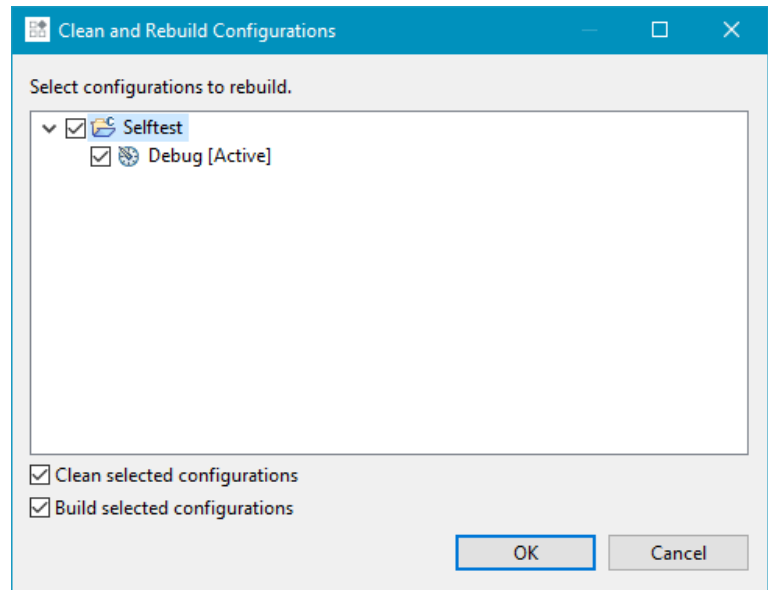 Clean and Rebuild Configurations
Select configurations to rebuild.
Selftest
Debug [Active]
Clean selected configurations
Build selected configurations
OK Cancel